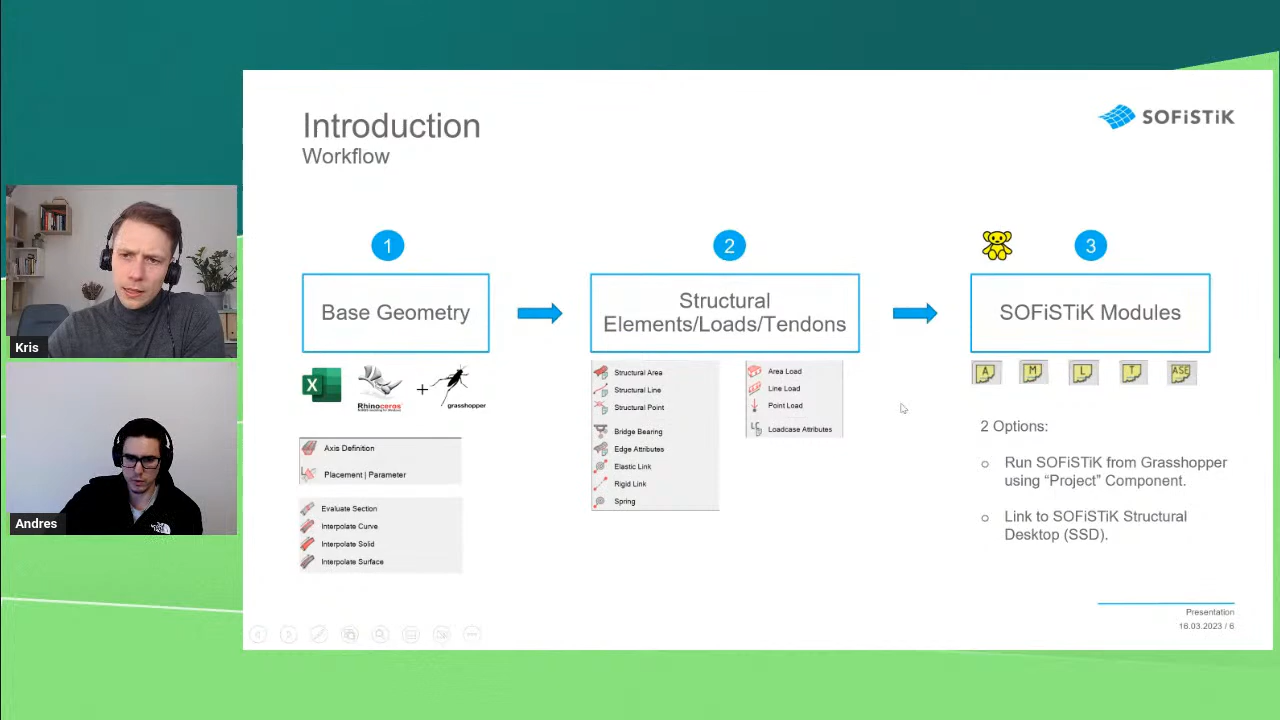 Introduction
Workflow
SOFiSTiK
1
2
3
Base Geometry
Structural
Elements/Loads/Tendons
SOFiSTiK Modules
X
Rhinoceros
+
grasshopper
Axis Definition
Placement | Parameter
Evaluate Section
Interpolate Curve
Interpolate Solid
Interpolate Surface
Structural Area
Structural Line
Structural Point
Bridge Bearing
Edge Attributes
Elastic Link
Rigid Link
Spring
Area Load
Line Load
Point Load
Loadcase Attributes
A
M
L
T
ASE
2 Options:
Run SOFiSTiK from Grasshopper
using “Project” Component.
Link to SOFiSTiK Structural
Desktop (SSD).
Presentation
16.03.2023 / 6
Kris
Andres